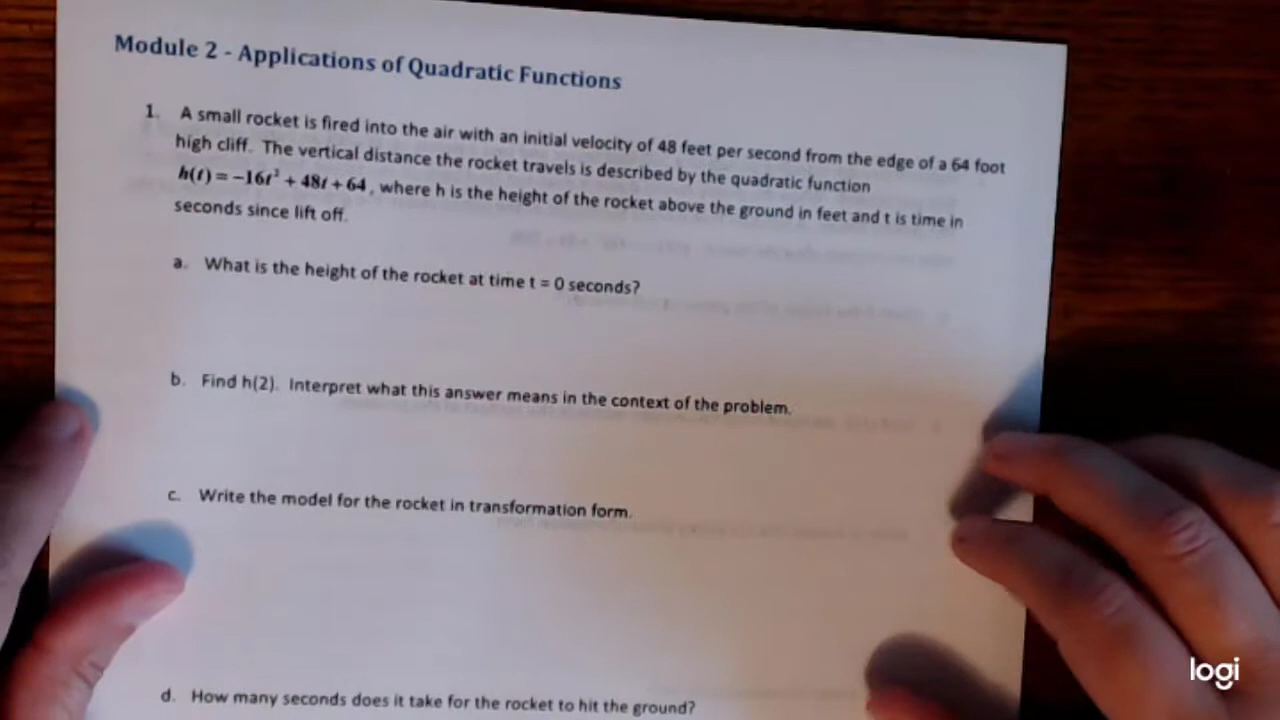 Module 2 - Applications of Quadratic Functions
1. A small rocket is fired into the air with an initial velocity of 48 feet per second from the edge of a 64 foot
high cliff. The vertical distance the rocket travels is described by the quadratic function
h(t) = −16t² + 48t + 64, where h is the height of the rocket above the ground in feet and t is time in
seconds since lift off.
a. What is the height of the rocket at time t = 0 seconds?
b. Find h(2). Interpret what this answer means in the context of the problem.
c. Write the model for the rocket in transformation form.
d. How many seconds does it take for the rocket to hit the ground?
logi